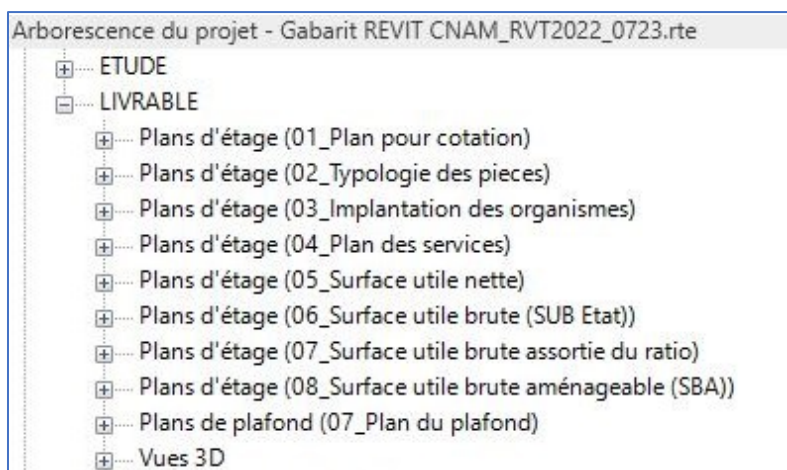 Arborescence du projet - Gabarit REVIT CNAM_RVT2022_0723.rte
ETUDE
LIVRABLE
Plans d'étage (01_Plan pour cotation)
Plans d'étage (02_Typologie des pieces)
Plans d'étage (03_Implantation des organismes)
Plans d'étage (04_Plan des services)
Plans d'étage (05_Surface utile nette)
Plans d'étage (06_Surface utile brute (SUB Etat))
Plans d'étage (07_Surface utile brute assortie du ratio)
Plans d'étage (08_Surface utile brute aménageable (SBA))
Plans de plafond (07_Plan du plafond)
Vues 3D